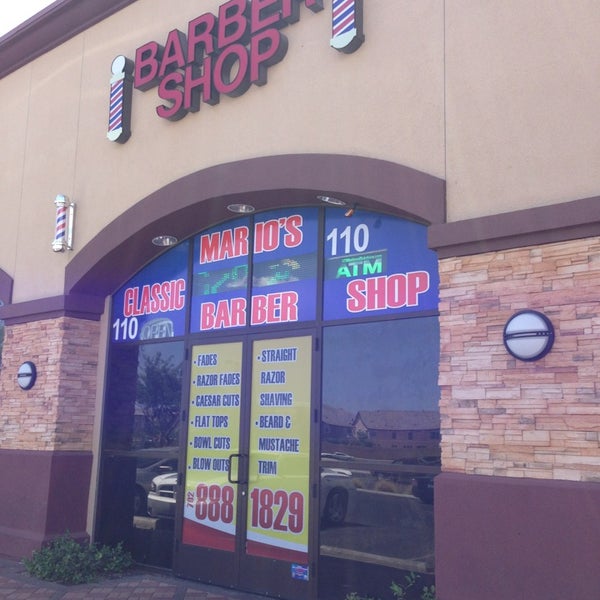 BARBER
SHOP
MARIO'S
110
ATM
CLASSIC
BARBER
SHOP
110
OPEN
• FADES
• RAZOR FADES
• CAESAR CUTS
• FLAT TOPS
• BOWL CUTS
• BLOW OUTS
• STRAIGHT
RAZOR
SHAVING
• BEARD &
MUSTACHE
TRIM
702 888 1829